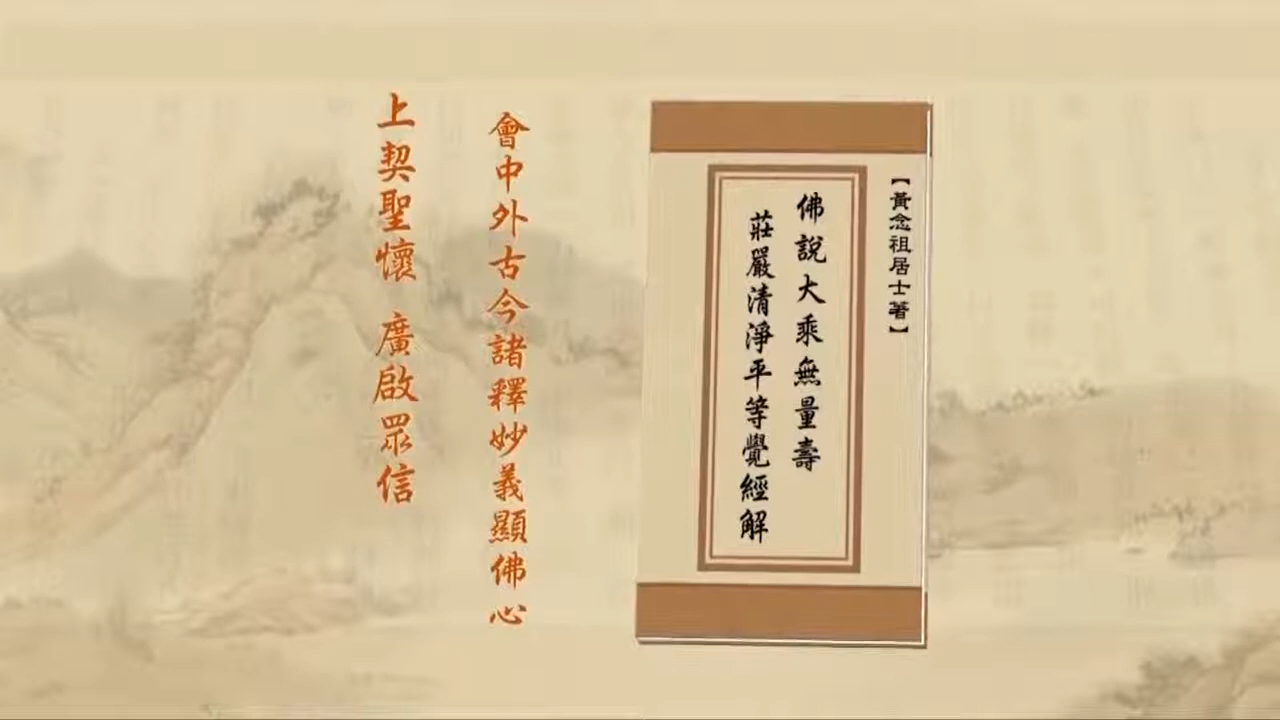 【黃念祖居士著】
佛說大乘無量壽
莊嚴清淨平等覺經解
會中外古今諸釋妙義顯佛心
上契聖懷 廣啟眾信